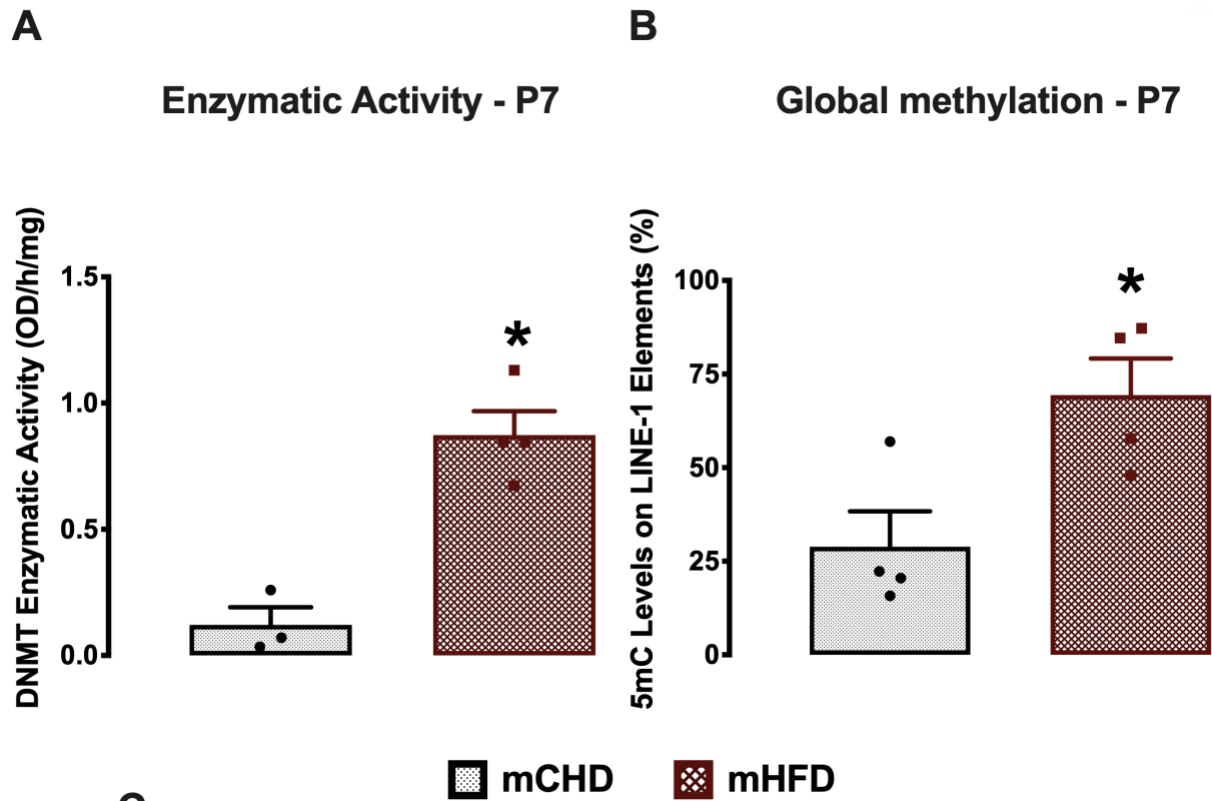 A
Enzymatic Activity - P7
DNMT Enzymatic Activity (OD/h/mg)
1.5
1.0
0.5
0.0
*
B
Global methylation - P7
5mC Levels on LINE-1 Elements (%)
100
75
50
25
0
*
mCHD
mHFD